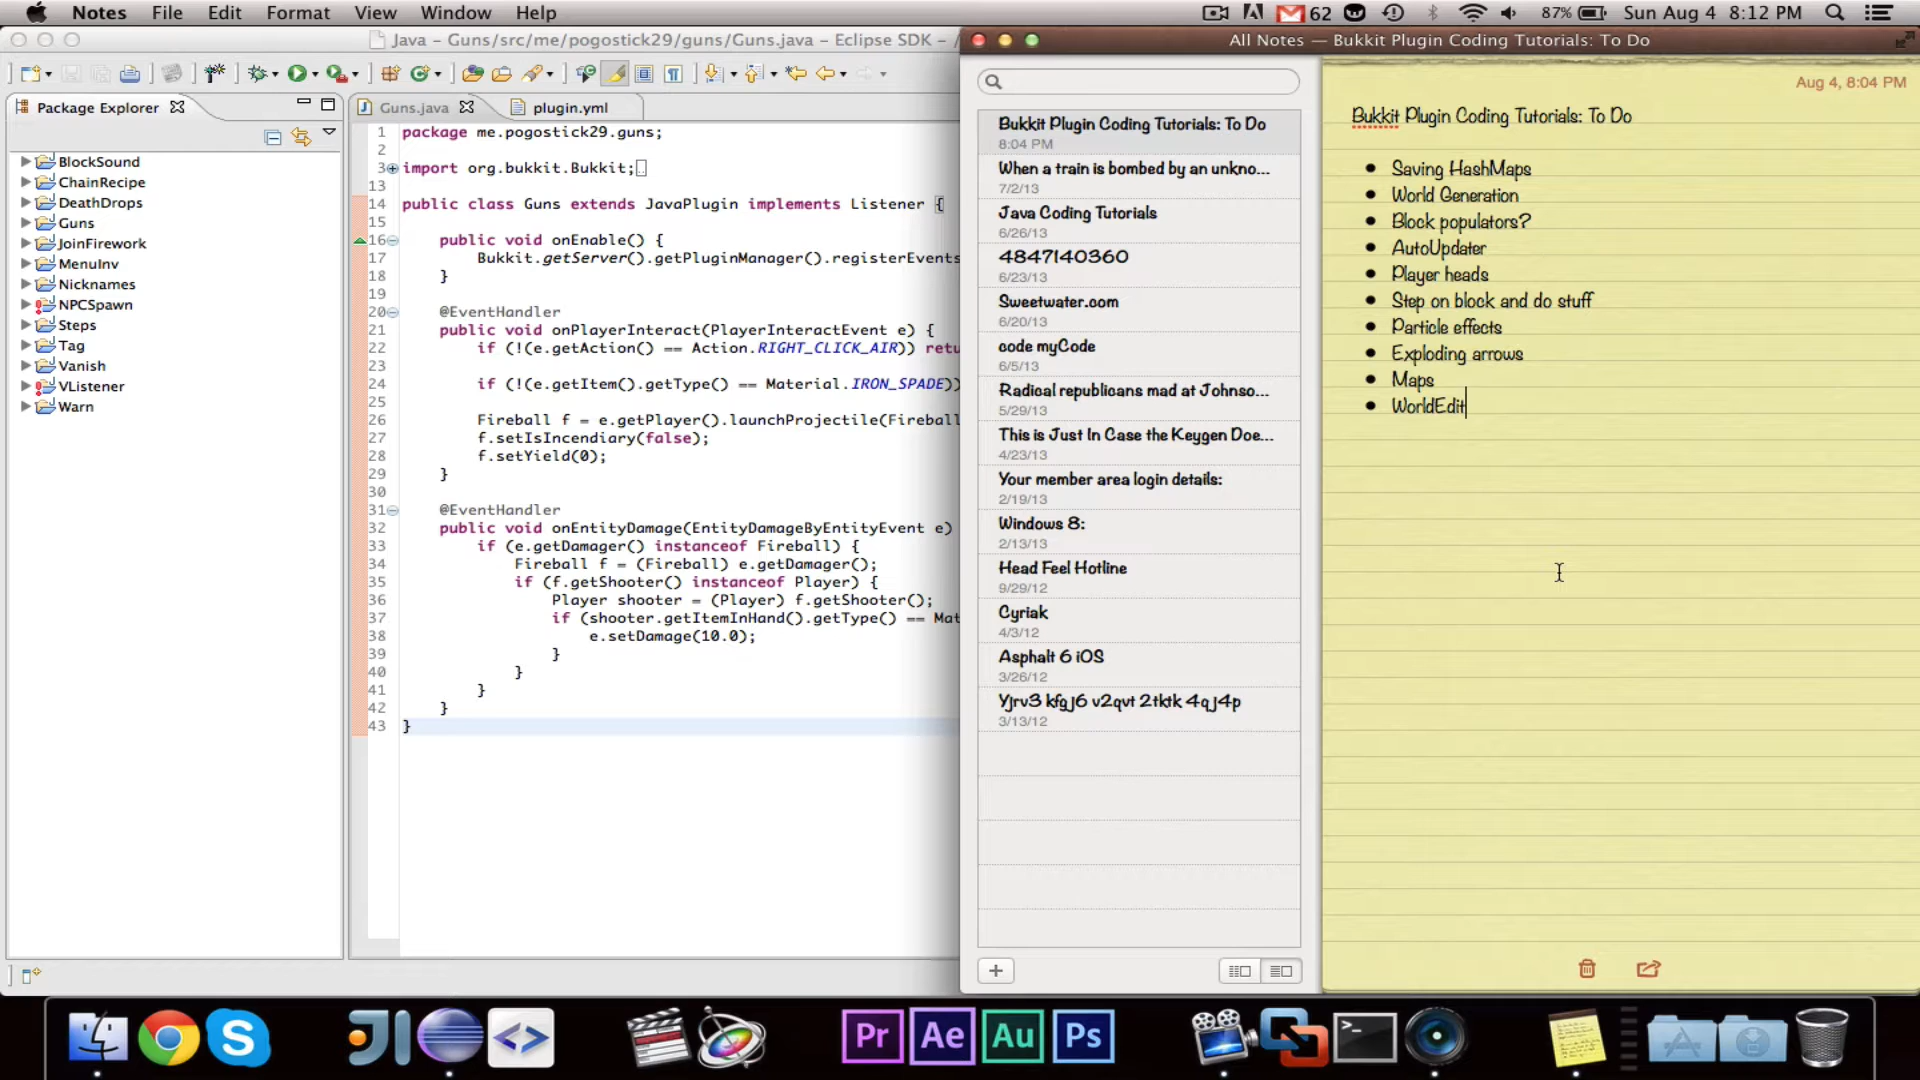 Notes File Edit Format View Window Help
62 87% Sun Aug 4 8:12 PM
Java – Guns/src/me/pogostick29/guns/Guns.java – Eclipse SDK – /
Package Explorer
BlockSound
ChainRecipe
DeathDrops
Guns
JoinFirework
MenuInv
Nicknames
NPCSpawn
Steps
Tag
Vanish
VListener
Warn
Guns.java plugin.yml
1 package me.pogostick29.guns;
2
3 import org.bukkit.Bukkit;
13
14 public class Guns extends JavaPlugin implements Listener {
15
16 public void onEnable() {
17 Bukkit.getServer().getPluginManager().registerEvents
18 }
19
20 @EventHandler
21 public void onPlayerInteract(PlayerInteractEvent e) {
22 if (!(e.getAction() == Action.RIGHT_CLICK_AIR)) retu
23
24 if (!(e.getItem().getType() == Material.IRON_SPADE))
25
26 Fireball f = e.getPlayer().launchProjectile(Fireball
27 f.setIsIncendiary(false);
28 f.setYield(0);
29 }
30
31 @EventHandler
32 public void onEntityDamage(EntityDamageByEntityEvent e)
33 if (e.getDamager() instanceof Fireball) {
34 Fireball f = (Fireball) e.getDamager();
35 if (f.getShooter() instanceof Player) {
36 Player shooter = (Player) f.getShooter();
37 if (shooter.getItemInHand().getType() == Mat
38 e.setDamage(10.0);
39 }
40 }
41 }
42 }
43 }
All Notes — Bukkit Plugin Coding Tutorials: To Do
Bukkit Plugin Coding Tutorials: To Do
8:04 PM
When a train is bombed by an unkno...
7/2/13
Java Coding Tutorials
6/26/13
4847140360
6/23/13
Sweetwater.com
6/20/13
code myCode
6/5/13
Radical republicans mad at Johnso...
5/29/13
This is Just In Case the Keygen Doe...
4/23/13
Your member area login details:
2/19/13
Windows 8:
2/13/13
Head Feel Hotline
9/29/12
Cyriak
4/3/12
Asphalt 6 iOS
3/26/12
Yjrv3 kfgj6 v2qvt 2tktk 4qj4p
3/13/12
Aug 4, 8:04 PM
Bukkit Plugin Coding Tutorials: To Do
• Saving HashMaps
• World Generation
• Block populators?
• AutoUpdater
• Player heads
• Step on block and do stuff
• Particle effects
• Exploding arrows
• Maps
• WorldEdit
Pr Ae Au Ps